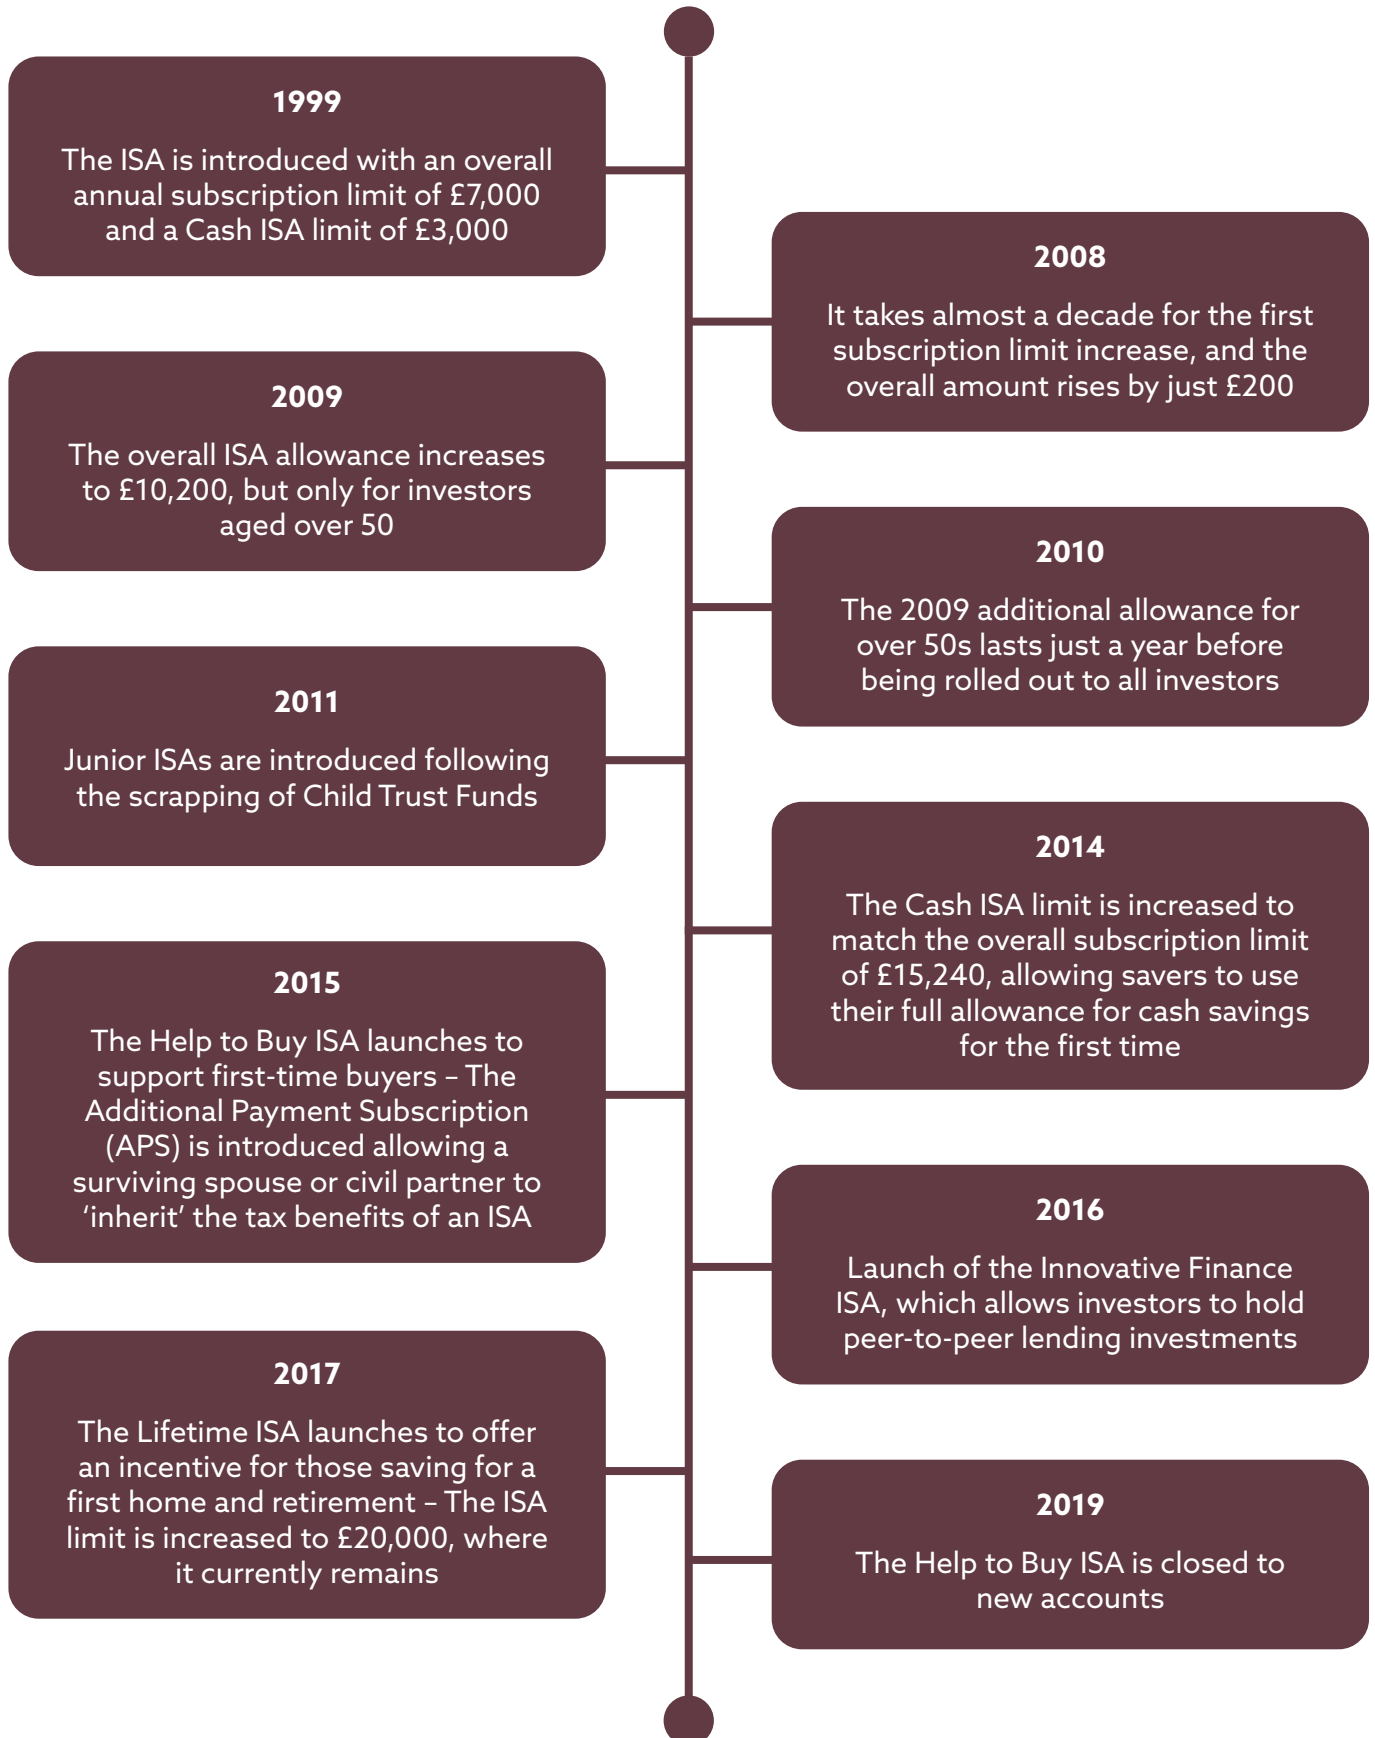 1999
The ISA is introduced with an overall
annual subscription limit of £7,000
and a Cash ISA limit of £3,000
2008
It takes almost a decade for the first
subscription limit increase, and the
overall amount rises by just £200
2009
The overall ISA allowance increases
to £10,200, but only for investors
aged over 50
2010
The 2009 additional allowance for
over 50s lasts just a year before
being rolled out to all investors
2011
Junior ISAs are introduced following
the scrapping of Child Trust Funds
2014
The Cash ISA limit is increased to
match the overall subscription limit
of £15,240, allowing savers to use
their full allowance for cash savings
for the first time
2015
The Help to Buy ISA launches to
support first-time buyers – The
Additional Payment Subscription
(APS) is introduced allowing a
surviving spouse or civil partner to
‘inherit’ the tax benefits of an ISA
2016
Launch of the Innovative Finance
ISA, which allows investors to hold
peer-to-peer lending investments
2017
The Lifetime ISA launches to offer
an incentive for those saving for a
first home and retirement – The ISA
limit is increased to £20,000, where
it currently remains
2019
The Help to Buy ISA is closed to
new accounts